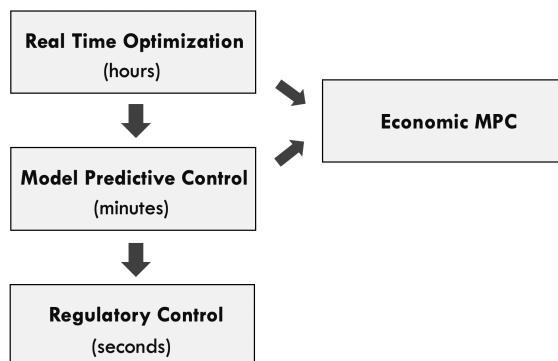 Real Time Optimization
(hours)
Economic MPC
Model Predictive Control
(minutes)
Regulatory Control
(seconds)